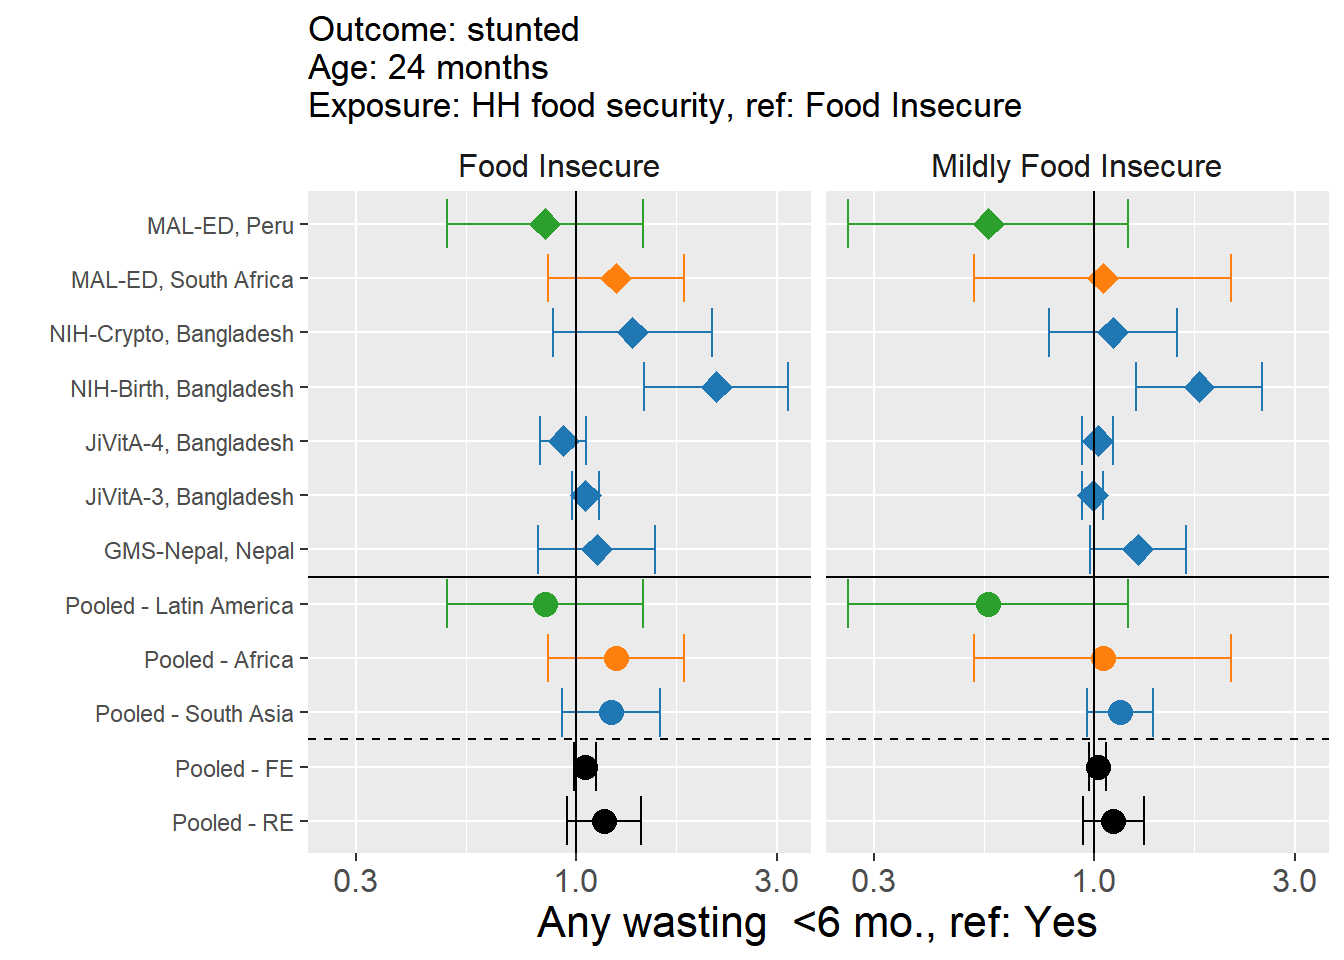 Outcome: stunted
Age: 24 months
Exposure: HH food security, ref: Food Insecure
Food Insecure
Mildly Food Insecure
MAL-ED, Peru
MAL-ED, South Africa
NIH-Crypto, Bangladesh
NIH-Birth, Bangladesh
JiVitA-4, Bangladesh
JiVitA-3, Bangladesh
GMS-Nepal, Nepal
Pooled - Latin America
Pooled - Africa
Pooled - South Asia
Pooled - FE
Pooled - RE
0.3 1.0 3.0 0.3 1.0 3.0
Any wasting  <6 mo., ref: Yes